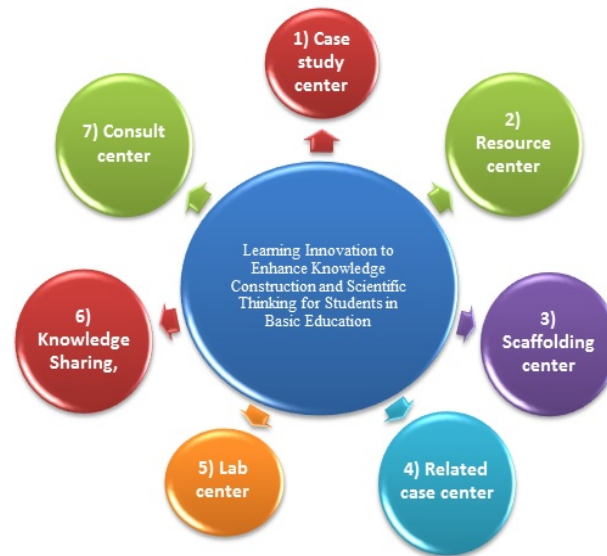 1) Case
study
center
2)
Resource
center
3)
Scaffolding
center
4) Related
case center
5) Lab
center
6)
Knowledge
Sharing,
7) Consult
center
Learning Innovation to
Enhance Knowledge
Construction and Scientific
Thinking for Students in
Basic Education